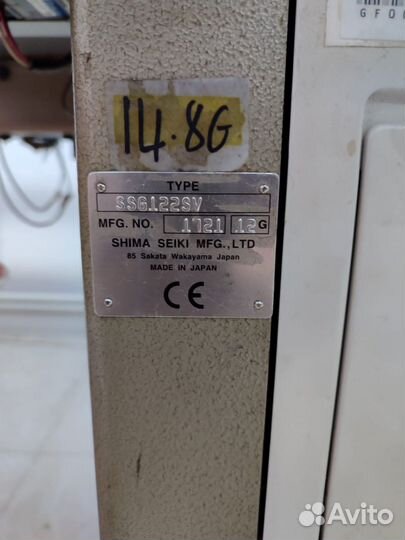 14.8G
TYPE
SSG122SV
MFG. NO. 1721 12G
SHIMA SEIKI MFG.,LTD
85 Sakata Wakayama Japan
MADE IN JAPAN
CE
Avito